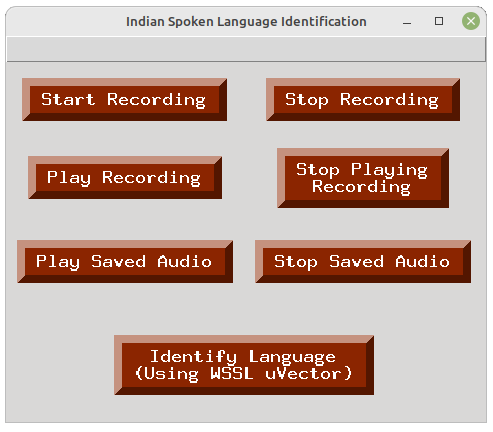 Indian Spoken Language Identification
Start Recording
Stop Recording
Play Recording
Stop Playing
Recording
Play Saved Audio
Stop Saved Audio
Identify Language
(Using WSSL uVector)